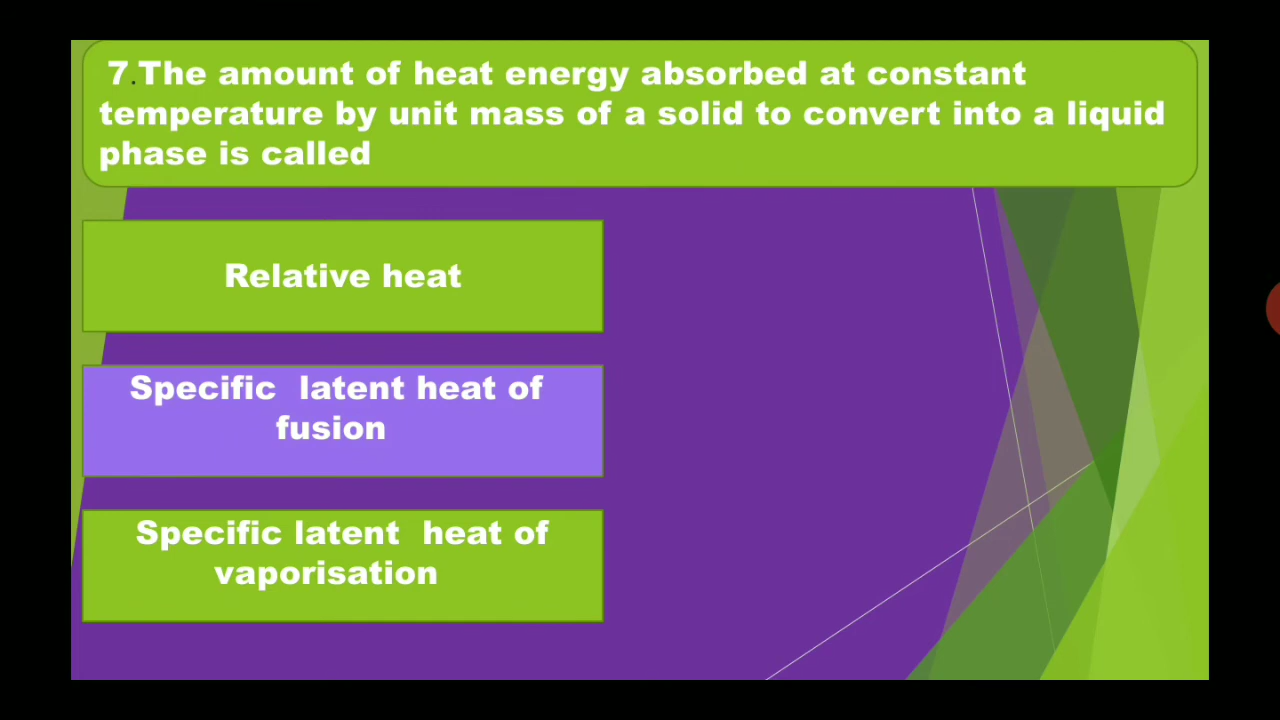 7.The amount of heat energy absorbed at constant
temperature by unit mass of a solid to convert into a liquid
phase is called
Relative heat
Specific latent heat of
fusion
Specific latent heat of
vaporisation